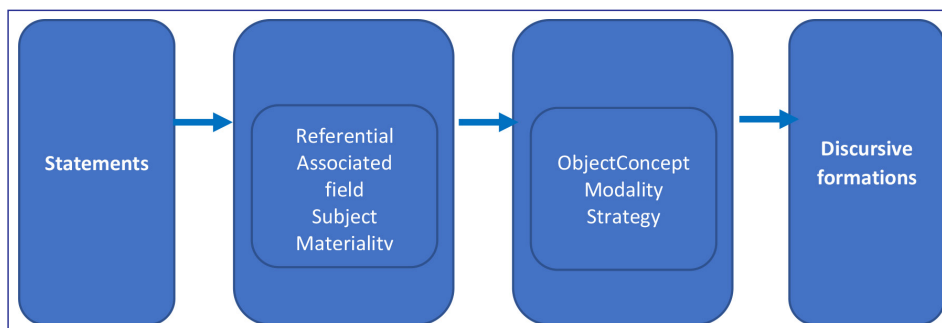 Statements
Referential
Associated
field
Subject
Materiality
ObjectConcept
Modality
Strategy
Discursive
formations